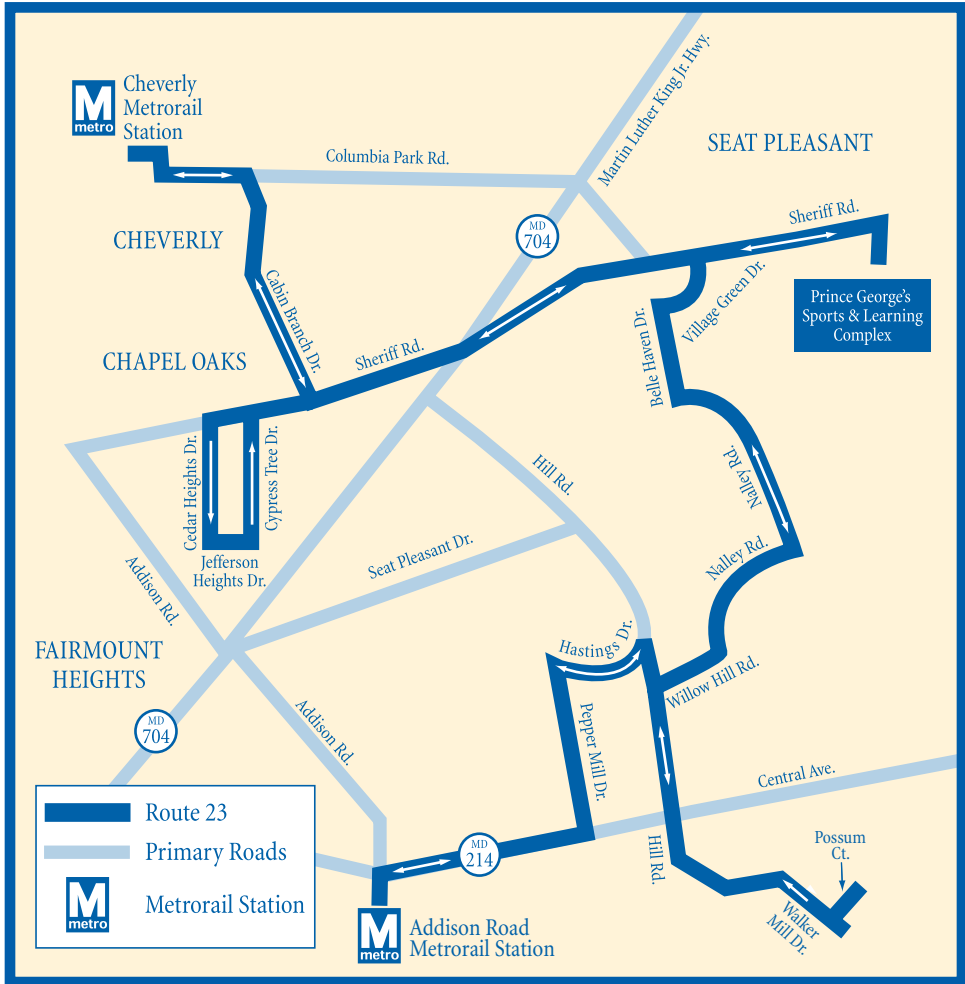 Martin Luther King Jr. Hwy.
M
metro
Cheverly
Metrorail
Station
SEAT PLEASANT
Columbia Park Rd.
Sheriff Rd.
MD
704
CHEVERLY
Village Green Dr.
Prince George's
Sports & Learning
Complex
Cabin Branch Dr.
Belle Haven Dr.
Sheriff Rd.
CHAPEL OAKS
Cedar Heights Dr.
Cypress Tree Dr.
Hill Rd.
Nalley Rd.
Jefferson
Heights Dr.
Seat Pleasant Dr.
Nalley Rd.
Addison Rd.
Hastings Dr.
FAIRMOUNT
HEIGHTS
Willow Hill Rd.
MD
704
Addison Rd.
Pepper Mill Dr.
Central Ave.
Route 23
Primary Roads
M
metro
Metrorail Station
MD
214
Hill Rd.
Possum
Ct.
Walker
Mill Dr.
M
metro
Addison Road
Metrorail Station